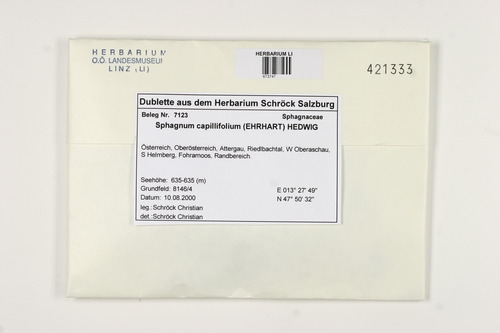 HERBARIUM
O.Ö. LANDESMUSEUM
LINZ (LI)
HERBARIUM LI
421333
Dublette aus dem Herbarium Schröck Salzburg
Beleg Nr. 7123 Sphagnaceae
Sphagnum capillifolium (EHRHART) HEDWIG
Österreich, Oberösterreich, Attergau, Riedlbachtal, W Oberaschau,
S Helmberg, Fohramoos, Randbereich.
Seehöhe: 635-635 (m)
Grundfeld: 8146/4 E 013° 27' 49"
Datum: 10.08.2000 N 47° 50' 32"
leg.: Schröck Christian
det.: Schröck Christian